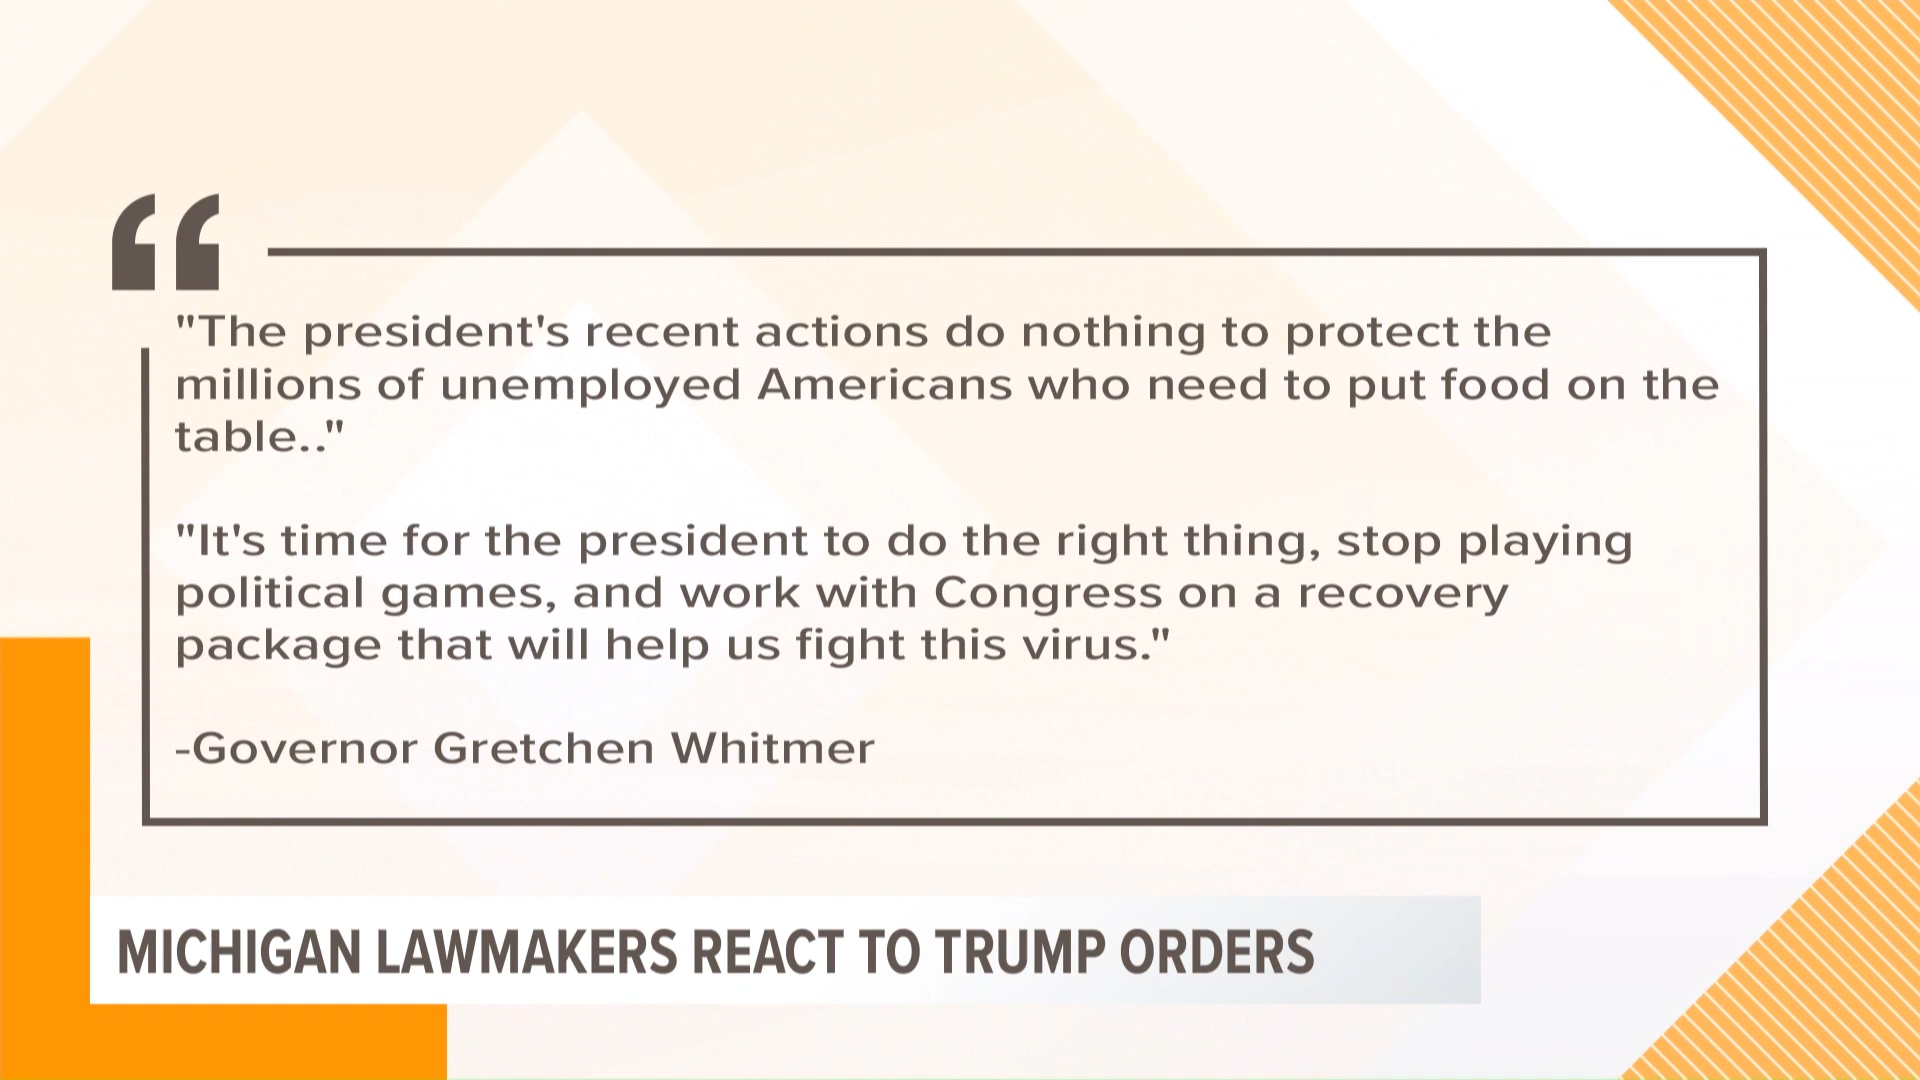 "The president's recent actions do nothing to protect the
millions of unemployed Americans who need to put food on the
table.."
"It's time for the president to do the right thing, stop playing
political games, and work with Congress on a recovery
package that will help us fight this virus."
-Governor Gretchen Whitmer
MICHIGAN LAWMAKERS REACT TO TRUMP ORDERS